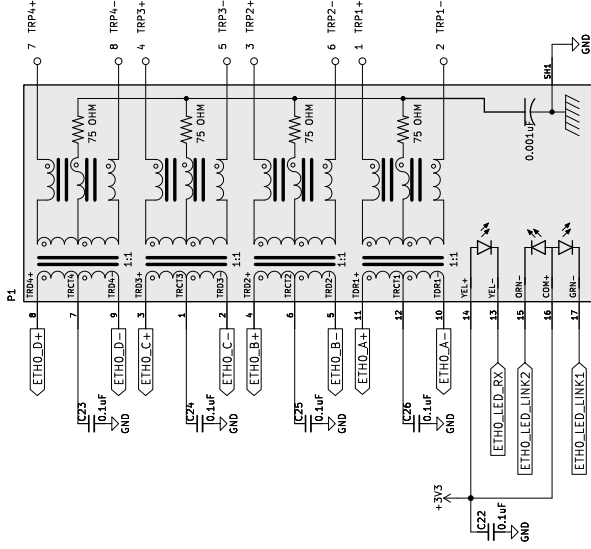 7 TRP4+
8 TRP4-
4 TRP3+
5 TRP3-
3 TRP2+
6 TRP2-
1 TRP1+
2 TRP1-
GND
SH1
75 OHM
75 OHM
75 OHM
75 OHM
0.001uF
1:1
1:1
1:1
1:1
P1
TRD4+
TRCT4
TRD4-
TRD3+
TRCT3
TRD3-
TRD2+
TRCT2
TRD2-
TDR1+
TRCT1
TDR1-
YEL+
YEL-
ORN-
COM+
GRN-
8
7
9
3
1
2
4
6
5
11
12
10
14
13
15
16
17
ETH0_D+
ETH0_D-
ETH0_C+
ETH0_C-
ETH0_B+
ETH0_B-
ETH0_A+
ETH0_A-
ETH0_LED_RX
ETH0_LED_LINK2
ETH0_LED_LINK1
C23
0.1uF
GND
C24
0.1uF
GND
C25
0.1uF
GND
C26
0.1uF
GND
+3V3
C22
0.1uF
GND